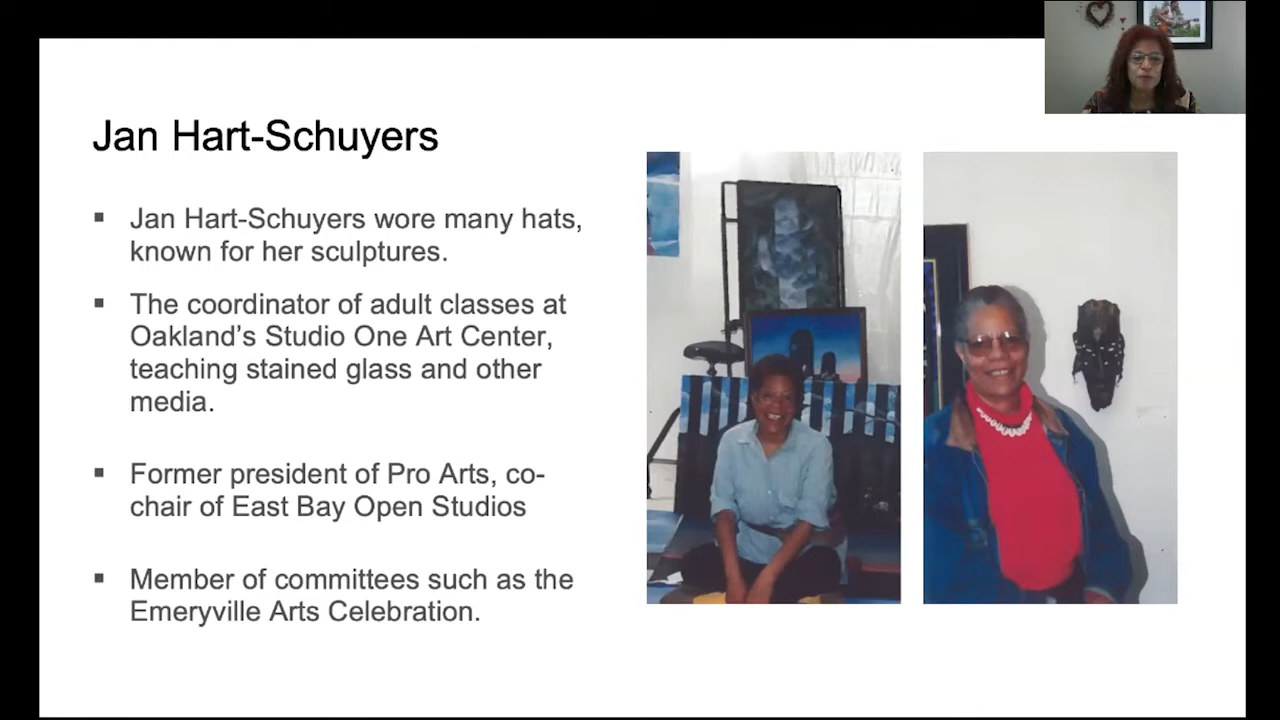 Jan Hart-Schuyers
▪ Jan Hart-Schuyers wore many hats,
known for her sculptures.
▪ The coordinator of adult classes at
Oakland’s Studio One Art Center,
teaching stained glass and other
media.
▪ Former president of Pro Arts, co-
chair of East Bay Open Studios
▪ Member of committees such as the
Emeryville Arts Celebration.